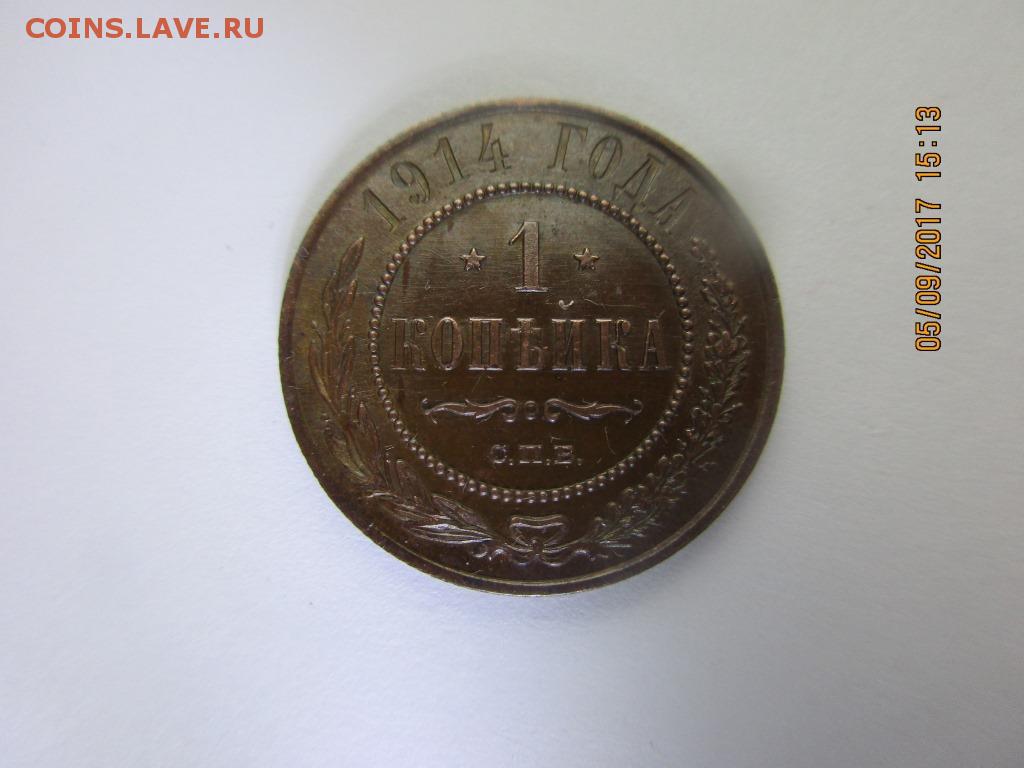 COINS.LAVE.RU
1914 ГОДА
1
КОПѢЙКА
С.П.Б.
05/09/2017 15:13